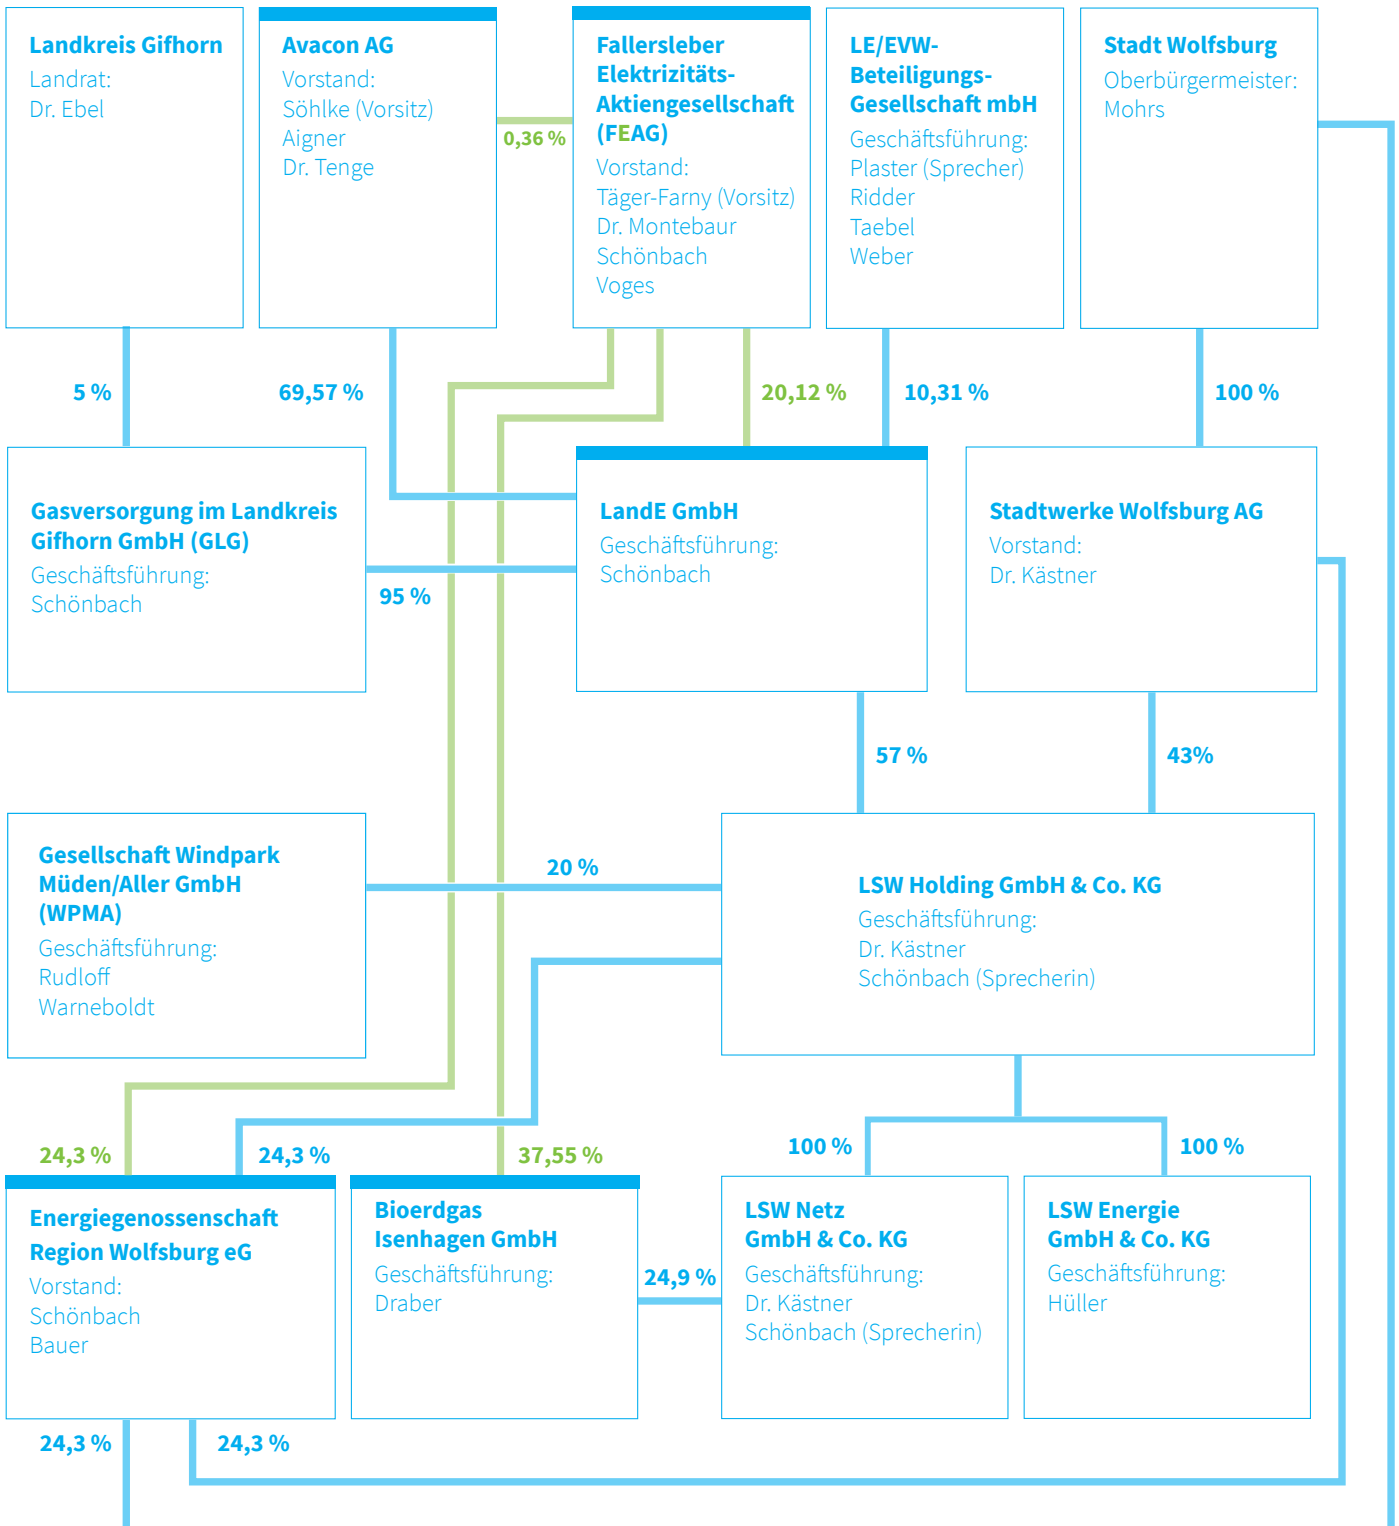 Landkreis Gifhorn
Landrat:
Dr. Ebel
Avacon AG
Vorstand:
Söhlke (Vorsitz)
Aigner
Dr. Tenge
0,36 %
Fallersleber
Elektrizitäts-
Aktiengesellschaft
(FEAG)
Vorstand:
Täger-Farny (Vorsitz)
Dr. Montebaur
Schönbach
Voges
LE/EVW-
Beteiligungs-
Gesellschaft mbH
Geschäftsführung:
Plaster (Sprecher)
Ridder
Taebel
Weber
Stadt Wolfsburg
Oberbürgermeister:
Mohrs
5 %
69,57 %
20,12 %
10,31 %
100 %
Gasversorgung im Landkreis
Gifhorn GmbH (GLG)
Geschäftsführung:
Schönbach
95 %
LandE GmbH
Geschäftsführung:
Schönbach
Stadtwerke Wolfsburg AG
Vorstand:
Dr. Kästner
57 %
43%
Gesellschaft Windpark
Müden/Aller GmbH
(WPMA)
Geschäftsführung:
Rudloff
Warneboldt
20 %
LSW Holding GmbH & Co. KG
Geschäftsführung:
Dr. Kästner
Schönbach (Sprecherin)
24,3 %
24,3 %
37,55 %
100 %
100 %
Energiegenossenschaft
Region Wolfsburg eG
Vorstand:
Schönbach
Bauer
Bioerdgas
Isenhagen GmbH
Geschäftsführung:
Draber
24,9 %
LSW Netz
GmbH & Co. KG
Geschäftsführung:
Dr. Kästner
Schönbach (Sprecherin)
LSW Energie
GmbH & Co. KG
Geschäftsführung:
Hüller
24,3 %
24,3 %